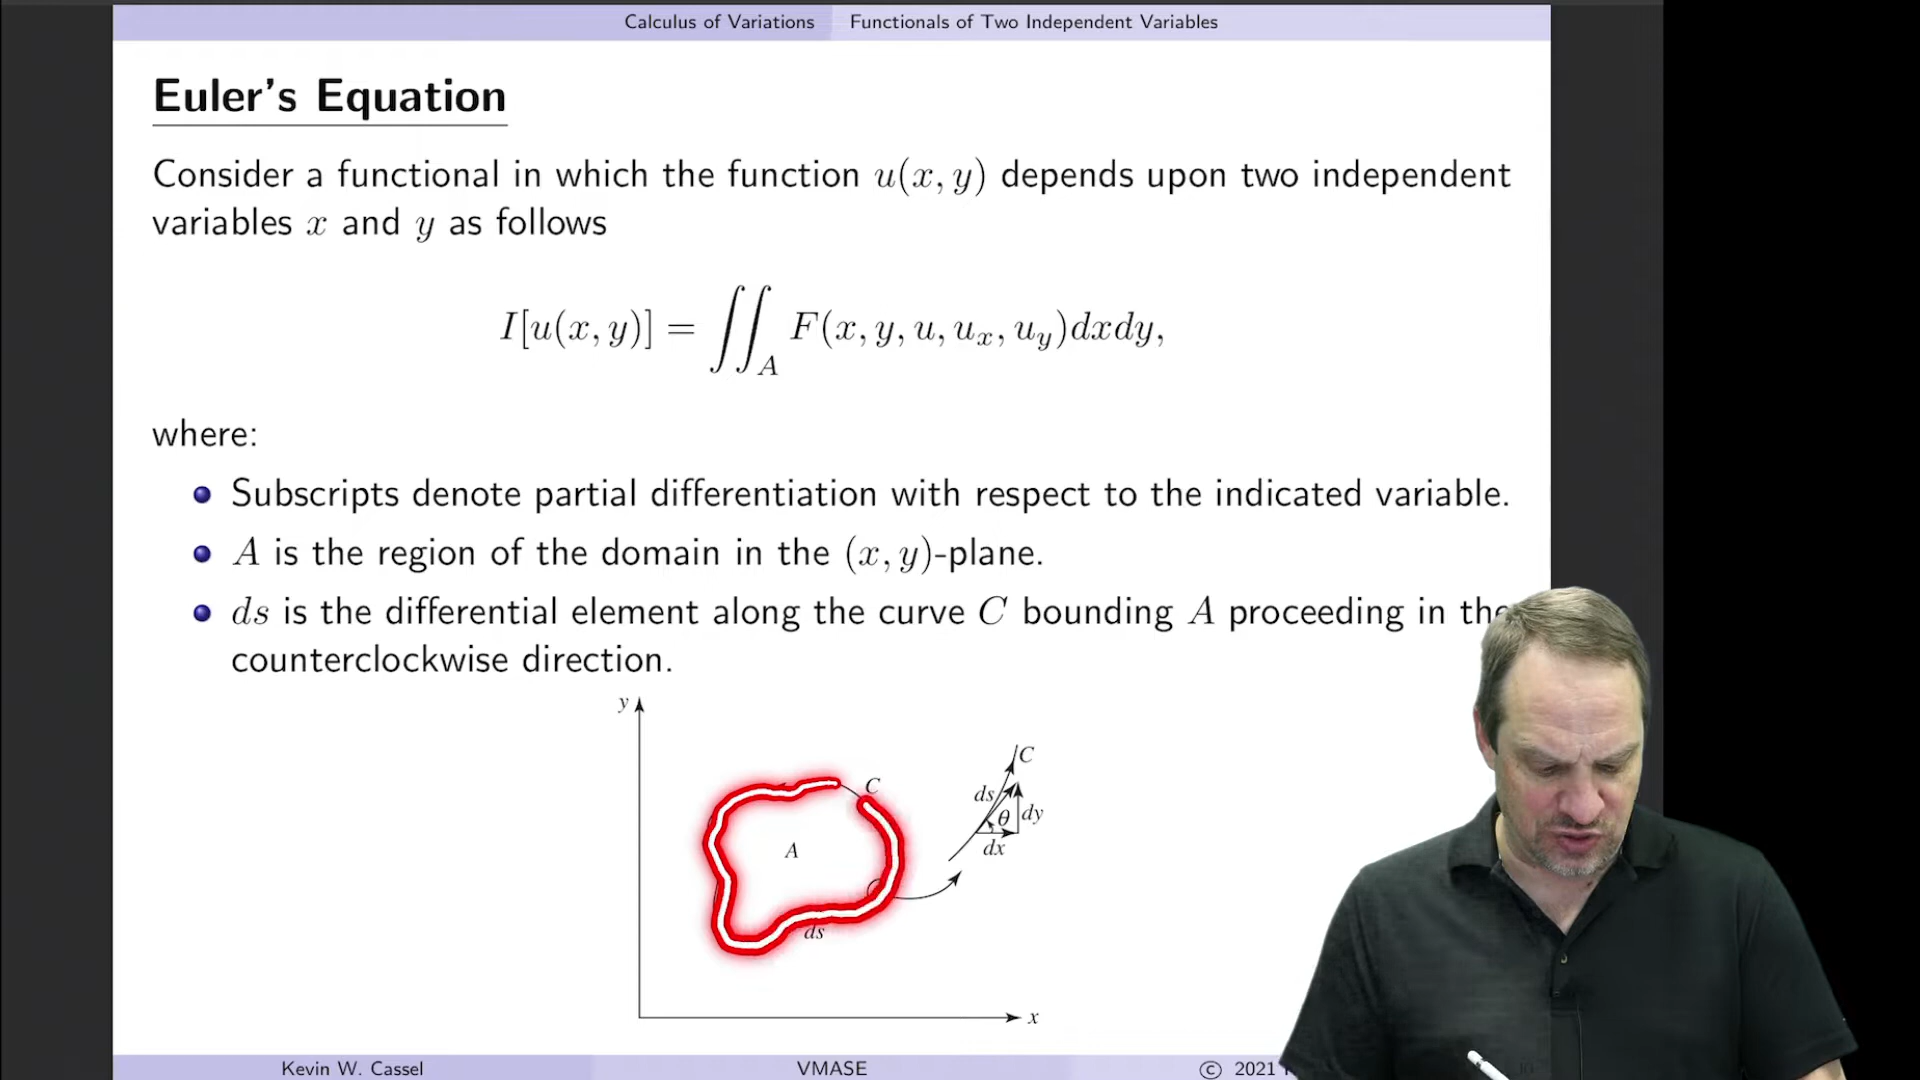 Calculus of Variations Functionals of Two Independent Variables
Euler's Equation
Consider a functional in which the function u(x, y) depends upon two independent
variables x and y as follows
I[u(x, y)] = ∬_A F(x, y, u, u_x, u_y)dxdy,
where:
Subscripts denote partial differentiation with respect to the indicated variable.
A is the region of the domain in the (x, y)-plane.
ds is the differential element along the curve C bounding A proceeding in the
counterclockwise direction.
y
C
C
ds
θ
dy
dx
A
ds
x
Kevin W. Cassel VMASE © 2021